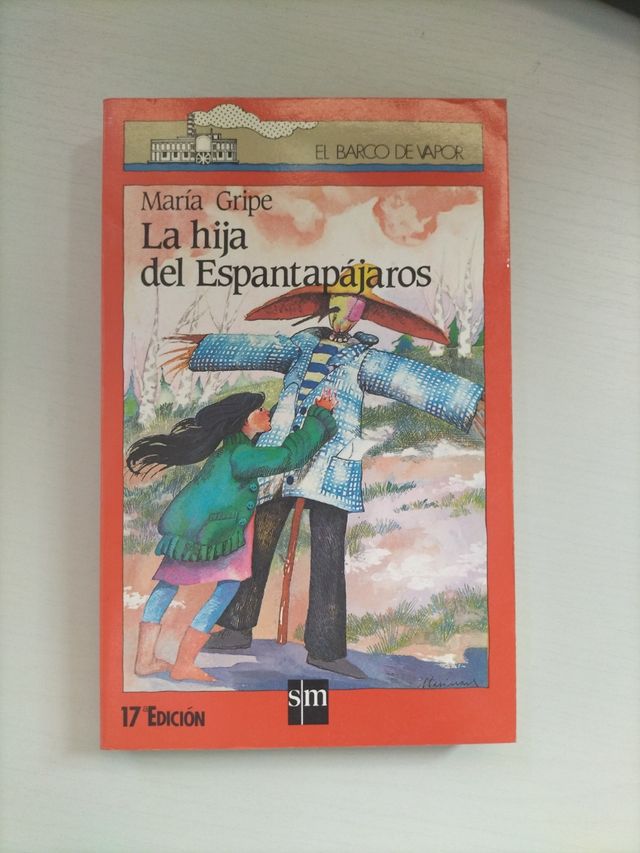 EL BARCO DE VAPOR
María Gripe
La hija
del Espantapájaros
sm
17ª EDICIÓN